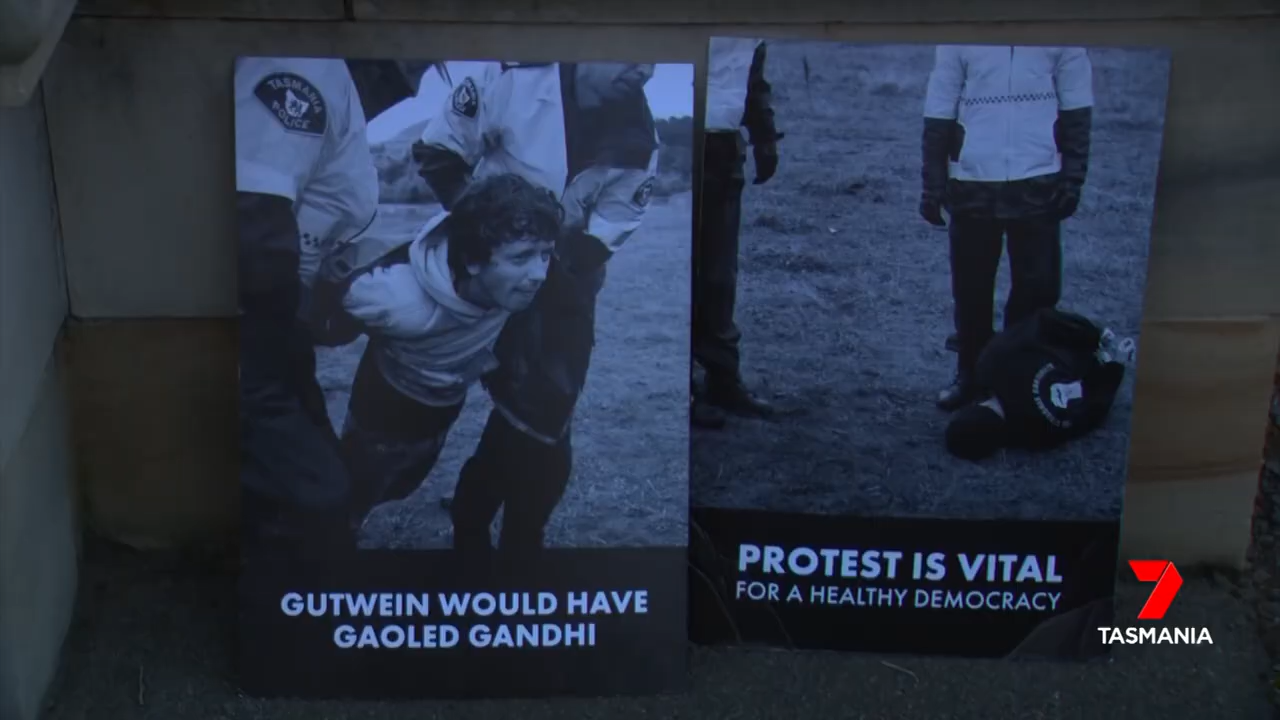 TASMANIA
POLICE
GUTWEIN WOULD HAVE
GAOLED GANDHI
PROTEST IS VITAL
FOR A HEALTHY DEMOCRACY
7
TASMANIA